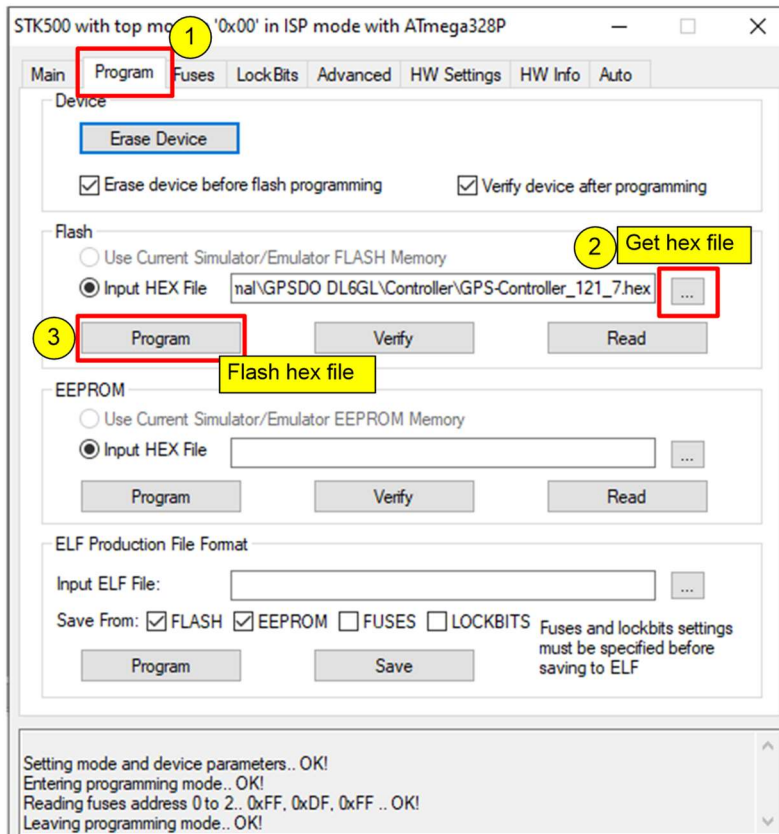 STK500 with top mo '0x00' in ISP mode with ATmega328P
1
Main Program Fuses LockBits Advanced HW Settings HW Info Auto
Device
Erase Device
Erase device before flash programming Verify device after programming
Flash
2 Get hex file
Use Current Simulator/Emulator FLASH Memory
Input HEX File nal\GPSDO DL6GL\Controller\GPS-Controller_121_7.hex ...
3 Program Verify Read
Flash hex file
EEPROM
Use Current Simulator/Emulator EEPROM Memory
Input HEX File ...
Program Verify Read
ELF Production File Format
Input ELF File: ...
Save From: FLASH EEPROM FUSES LOCKBITS Fuses and lockbits settings
must be specified before
Program Save saving to ELF
Setting mode and device parameters.. OK!
Entering programming mode.. OK!
Reading fuses address 0 to 2.. 0xFF, 0xDF, 0xFF .. OK!
Leaving programming mode.. OK!